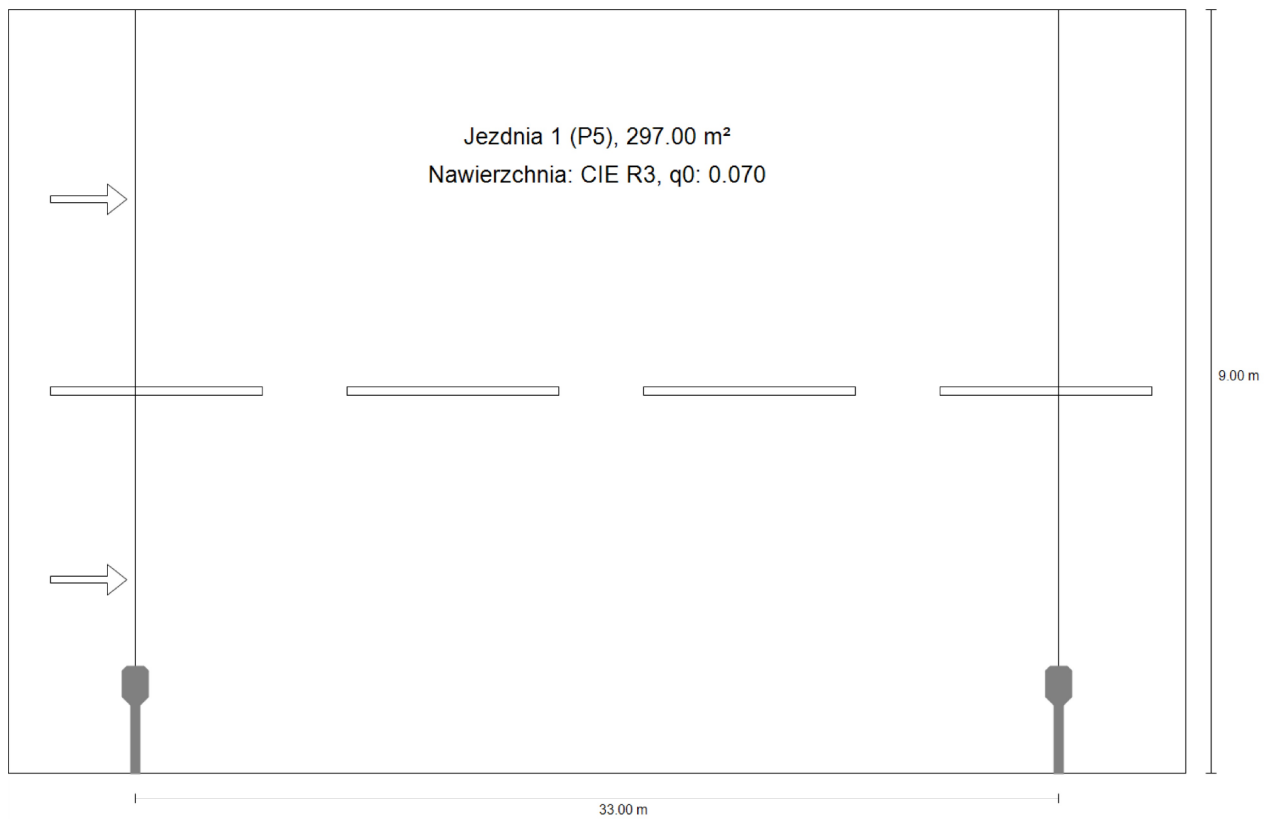 Jezdnia 1 (P5), 297.00 m²
Nawierzchnia: CIE R3, q0: 0.070
9.00 m
33.00 m